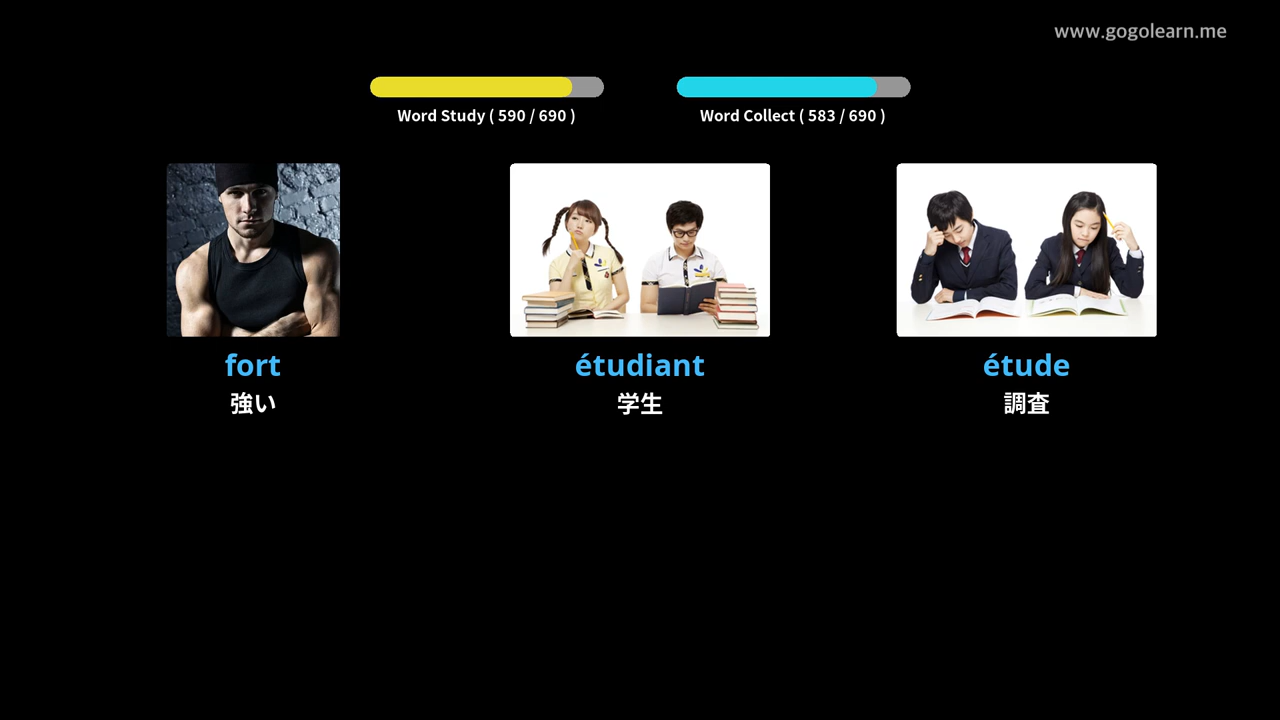 www.gogolearn.me
Word Study ( 590 / 690 )
Word Collect ( 583 / 690 )
fort
強い
étudiant
学生
étude
調査